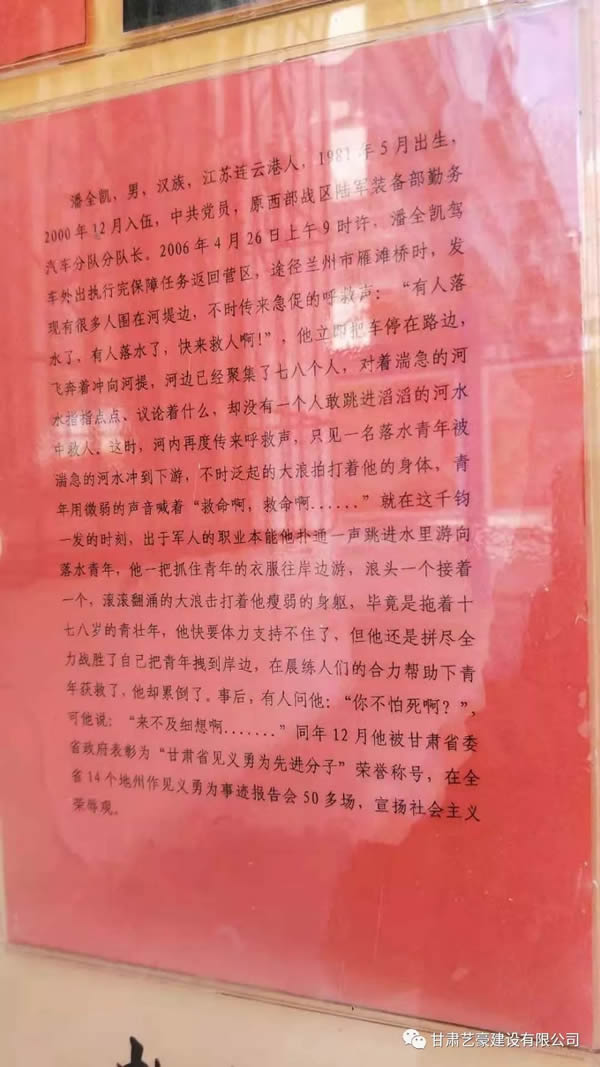 潘全凯，男，汉族，江苏连云港人，1981年5月出生，
2000年12月入伍，中共党员，原西部战区陆军装备部勤务
汽车分队分队长。2006年4月26日上午9时许，潘全凯驾
车外出执行完保障任务返回营区，途径兰州市雁滩桥时，发
现有很多人围在河堤边，不时传来急促的呼救声：“有人落
水了，有人落水了，快来救人啊！”，他立即把车停在路边，
飞奔着冲向河提，河边已经聚集了七八个人，对着湍急的河
水指指点点、议论着什么，却没有一个人敢跳进滔滔的河水
中救人。这时，河内再度传来呼救声，只见一名落水青年被
湍急的河水冲到下游，不时泛起的大浪拍打着他的身体，青
年用微弱的声音喊着“救命啊，救命啊......”就在这千钧
一发的时刻，出于军人的职业本能他扑通一声跳进水里游向
落水青年，他一把抓住青年的衣服往岸边游，浪头一个接着
一个，滚滚翻涌的大浪击打着他瘦弱的身躯，毕竟是拖着十
七八岁的青壮年，他快要体力支持不住了，但他还是拼尽全
力战胜了自己把青年拽到岸边，在晨练人们的合力帮助下青
年获救了，他却累倒了。事后，有人问他：“你不怕死啊？”，
可他说：“来不及细想啊.......”同年12月他被甘肃省委
省政府表彰为“甘肃省见义勇为先进分子”荣誉称号，在全
省14个地州作见义勇为事迹报告会50多场，宣扬社会主义
荣辱观。
甘肃艺豪建设有限公司